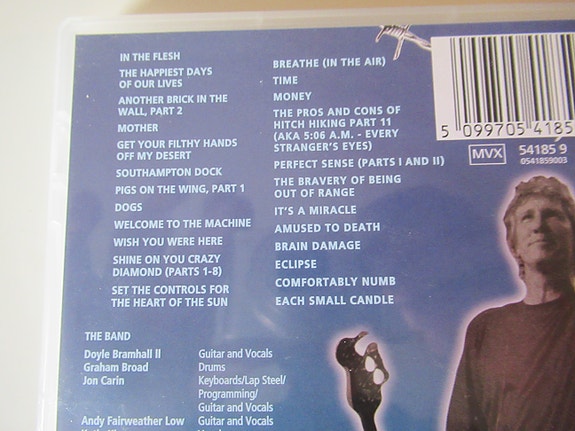 IN THE FLESH
THE HAPPIEST DAYS
OF OUR LIVES
ANOTHER BRICK IN THE
WALL, PART 2
MOTHER
GET YOUR FILTHY HANDS
OFF MY DESERT
SOUTHAMPTON DOCK
PIGS ON THE WING, PART 1
DOGS
WELCOME TO THE MACHINE
WISH YOU WERE HERE
SHINE ON YOU CRAZY
DIAMOND (PARTS 1-8)
SET THE CONTROLS FOR
THE HEART OF THE SUN
BREATHE (IN THE AIR)
TIME
MONEY
THE PROS AND CONS OF
HITCH HIKING PART 11
(AKA 5:06 A.M. - EVERY
STRANGER'S EYES)
PERFECT SENSE (PARTS I AND II)
THE BRAVERY OF BEING
OUT OF RANGE
IT'S A MIRACLE
AMUSED TO DEATH
BRAIN DAMAGE
ECLIPSE
COMFORTABLY NUMB
EACH SMALL CANDLE
5 099705 4185
MVX 54185 9
0541859003
THE BAND
Doyle Bramhall II Guitar and Vocals
Graham Broad Drums
Jon Carin Keyboards/Lap Steel/
Programming/
Guitar and Vocals
Andy Fairweather Low Guitar and Vocals